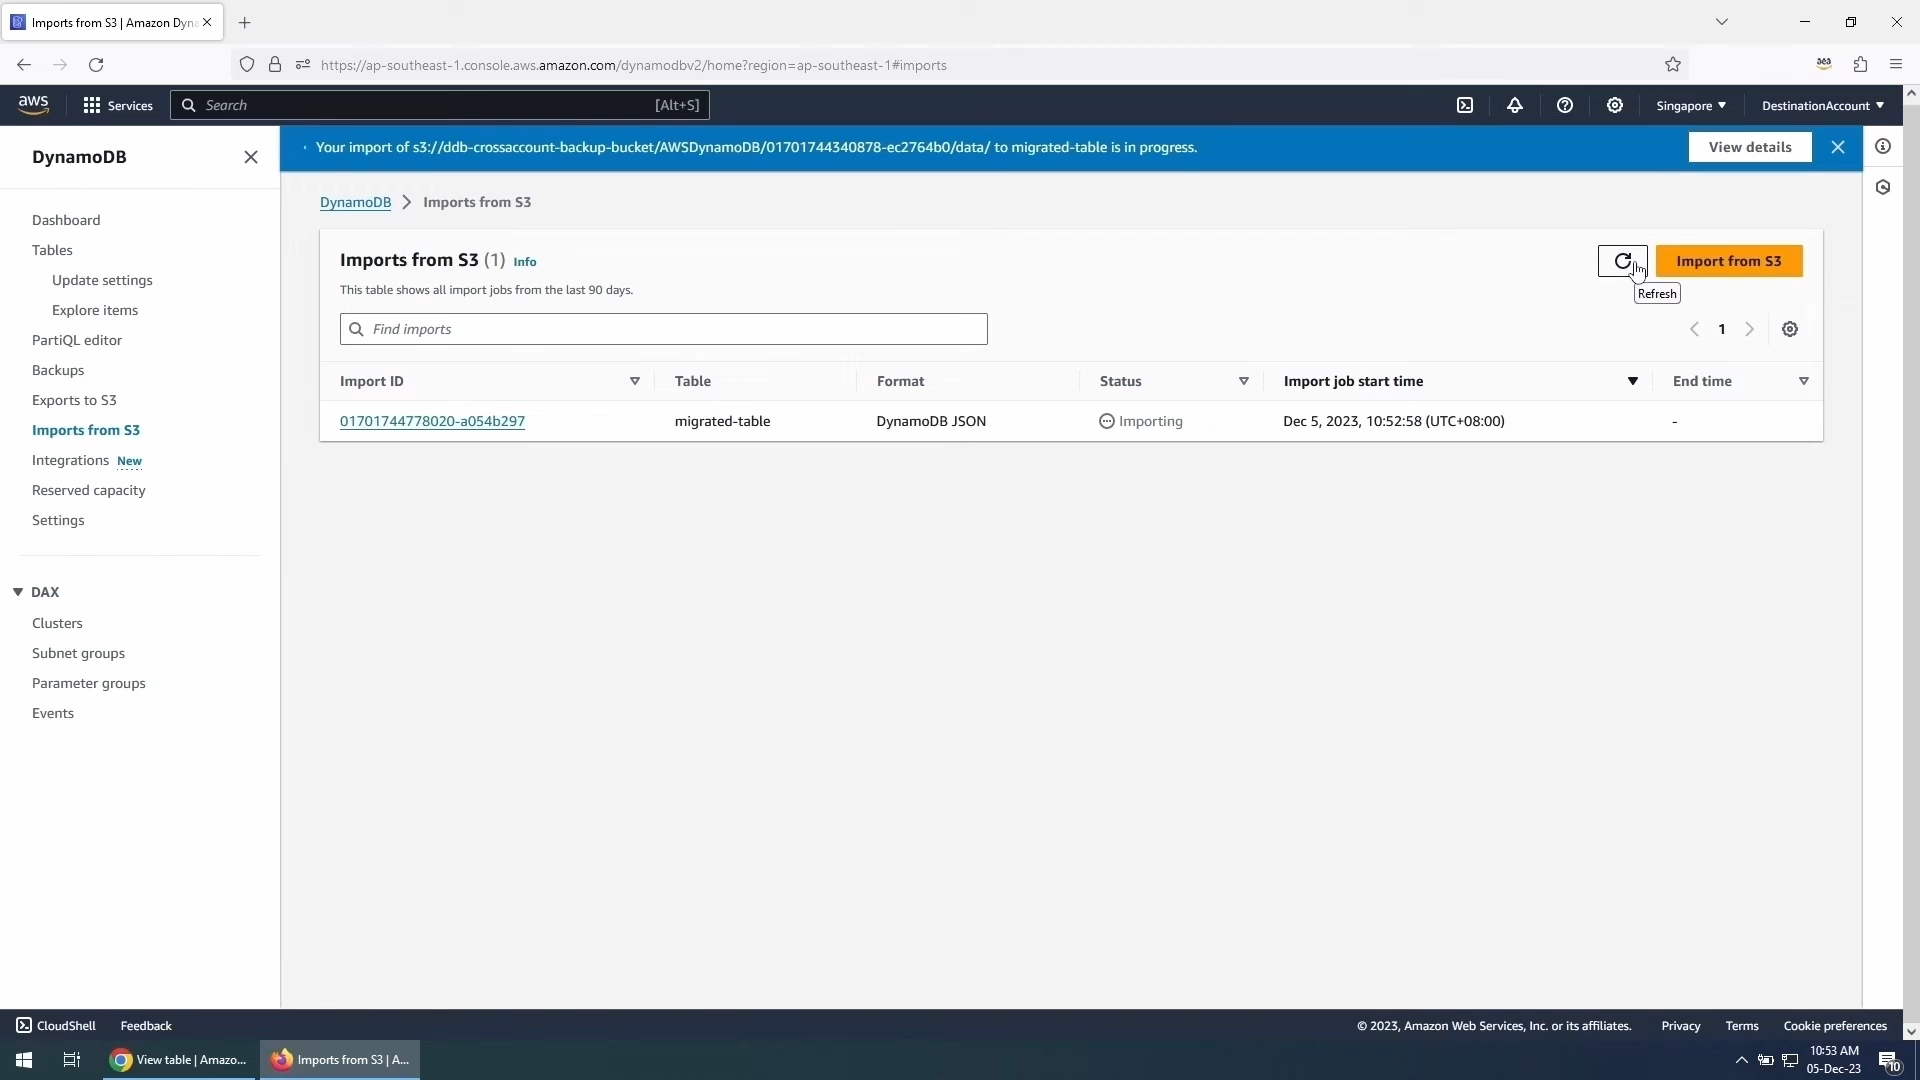 Imports from S3 | Amazon Dyna
https://ap-southeast-1.console.aws.amazon.com/dynamodbv2/home?region=ap-southeast-1#imports
aws
Services
Search
[Alt+S]
Singapore
DestinationAccount
DynamoDB
Your import of s3://ddb-crossaccount-backup-bucket/AWSDynamoDB/01701744340878-ec2764b0/data/ to migrated-table is in progress.
View details
Dashboard
Tables
Update settings
Explore items
PartiQL editor
Backups
Exports to S3
Imports from S3
Integrations New
Reserved capacity
Settings
DAX
Clusters
Subnet groups
Parameter groups
Events
DynamoDB
Imports from S3
Imports from S3 (1) Info
Import from S3
Refresh
This table shows all import jobs from the last 90 days.
Find imports
1
Import ID
Table
Format
Status
Import job start time
End time
01701744778020-a054b297
migrated-table
DynamoDB JSON
Importing
Dec 5, 2023, 10:52:58 (UTC+08:00)
-
CloudShell
Feedback
© 2023, Amazon Web Services, Inc. or its affiliates.
Privacy
Terms
Cookie preferences
View table | Amazo...
Imports from S3 | A...
10:53 AM
05-Dec-23
10